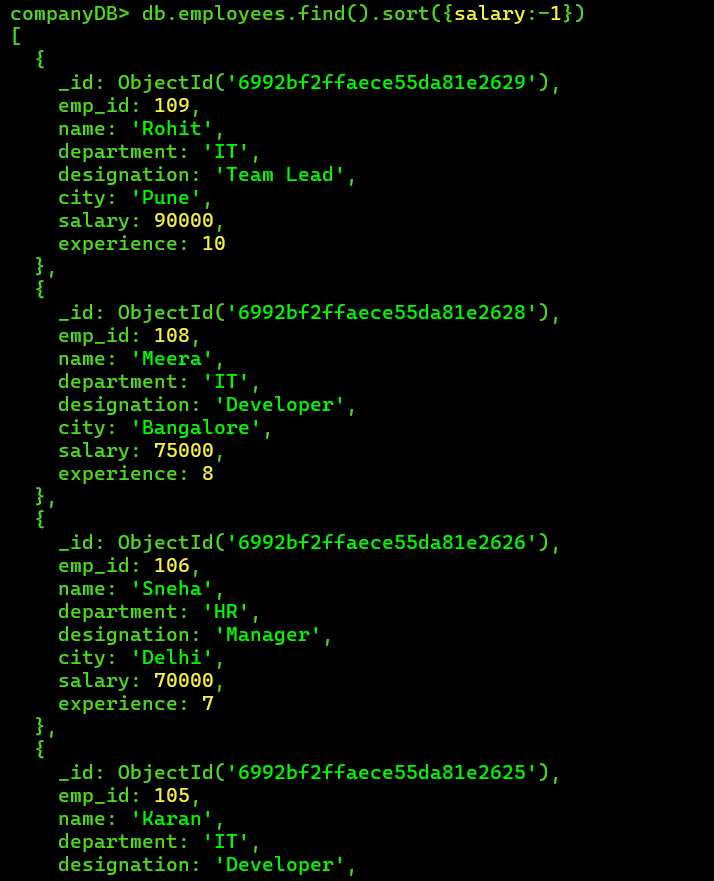 companyDB> db.employees.find().sort({salary:-1})
[
  {
    _id: ObjectId('6992bf2ffaece55da81e2629'),
    emp_id: 109,
    name: 'Rohit',
    department: 'IT',
    designation: 'Team Lead',
    city: 'Pune',
    salary: 90000,
    experience: 10
  },
  {
    _id: ObjectId('6992bf2ffaece55da81e2628'),
    emp_id: 108,
    name: 'Meera',
    department: 'IT',
    designation: 'Developer',
    city: 'Bangalore',
    salary: 75000,
    experience: 8
  },
  {
    _id: ObjectId('6992bf2ffaece55da81e2626'),
    emp_id: 106,
    name: 'Sneha',
    department: 'HR',
    designation: 'Manager',
    city: 'Delhi',
    salary: 70000,
    experience: 7
  },
  {
    _id: ObjectId('6992bf2ffaece55da81e2625'),
    emp_id: 105,
    name: 'Karan',
    department: 'IT',
    designation: 'Developer',